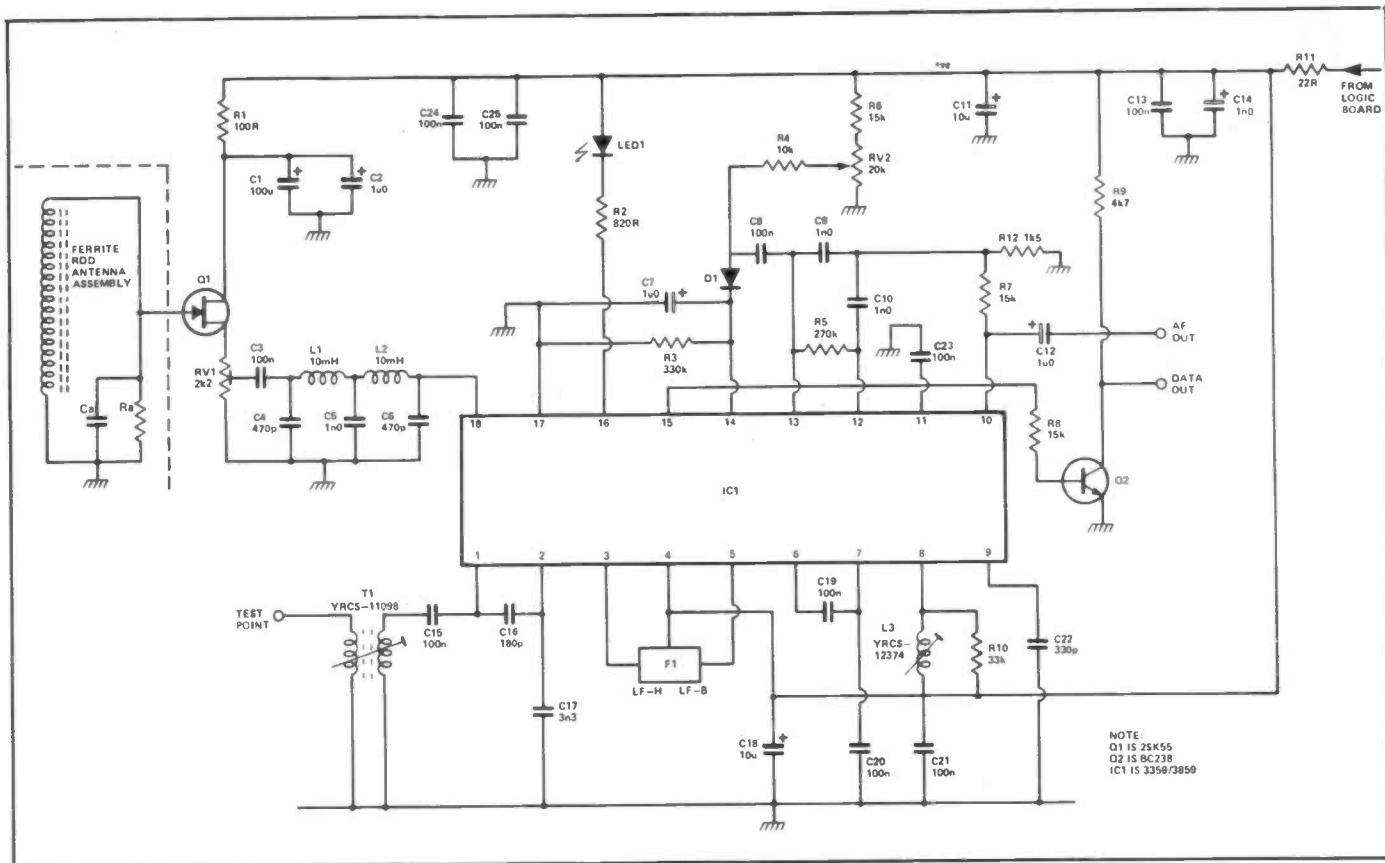 R11
22R
FROM
LOGIC
BOARD
+ve
R1
100R
C24
100n
C25
100n
LED1
R6
15k
C11
10u
+
C13
100n
C14
1n0
+
R4
10k
RV2
20k
C1
100u
+
C2
1u0
+
R2
820R
R9
4k7
FERRITE
ROD
ANTENNA
ASSEMBLY
C8
100n
C9
1n0
R12 1k5
Q1
D1
C7
1u0
+
C10
1n0
R7
15k
R5
270k
C23
100n
+
C12
1u0
AF
OUT
R3
330k
DATA
OUT
C3
100n
L1
10mH
L2
10mH
RV1
2k2
Ca
Ra
C4
470p
C5
1n0
C6
470p
R8
15k
18
17
16
15
14
13
12
11
10
Q2
IC1
1
2
3
4
5
6
7
8
9
T1
YRCS-11098
TEST
POINT
C15
100n
C16
180p
C19
100n
L3
YRCS-
12374
R10
33k
C22
330p
F1
LF-H
LF-B
C17
3n3
C18
10u
+
C20
100n
C21
100n
NOTE:
Q1 IS 2SK55
Q2 IS BC238
IC1 IS 3359/3859